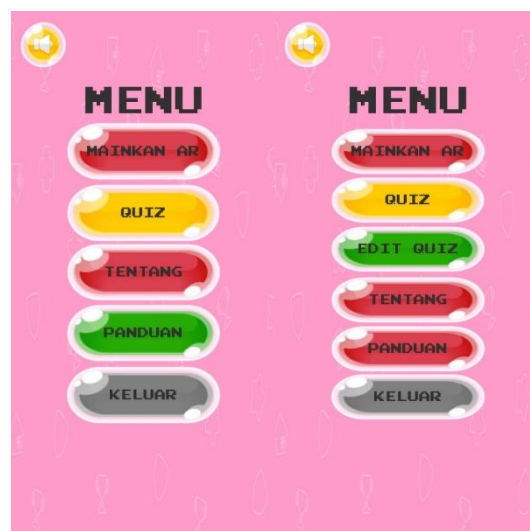 MENU
MAINKAN AR
QUIZ
TENTANG
PANDUAN
KELUAR
MENU
MAINKAN AR
QUIZ
EDIT QUIZ
TENTANG
PANDUAN
KELUAR